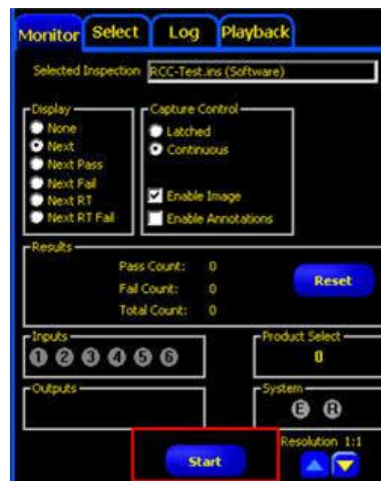 Monitor Select Log Playback
Selected Inspection RCC-Test.ins (Software)
Display
None
Next
Next Pass
Next Fail
Next RT
Next RT Fail
Capture Control
Latched
Continuous
Enable Image
Enable Annotations
Results
Pass Count: 0
Fail Count: 0
Total Count: 0
Reset
Inputs
1 2 3 4 5 6
Product Select
0
Outputs
System
E R
Start
Resolution 1:1